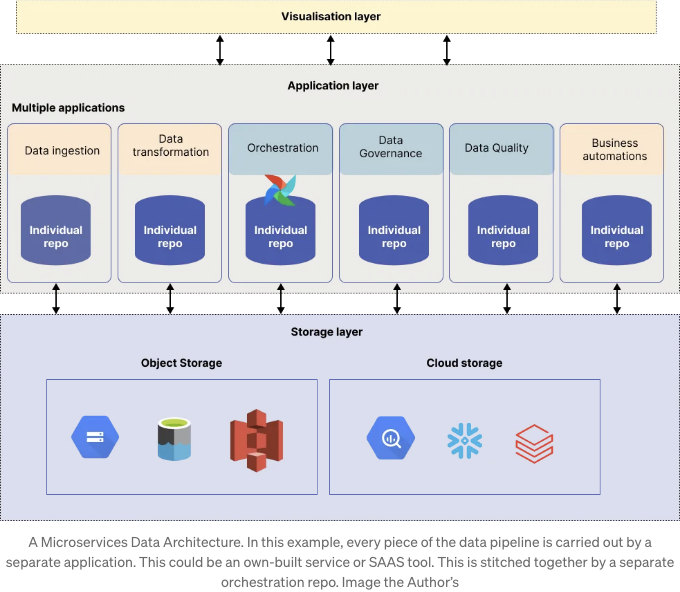 Visualisation layer
Application layer
Multiple applications
Data ingestion
Data
transformation
Orchestration
Data
Governance
Data Quality
Business
automations
Individual
repo
Individual
repo
Individual
repo
Individual
repo
Individual
repo
Individual
repo
Storage layer
Object Storage
Cloud storage
A Microservices Data Architecture. In this example, every piece of the data pipeline is carried out by a
separate application. This could be an own-built service or SAAS tool. This is stitched together by a separate
orchestration repo. Image the Author’s